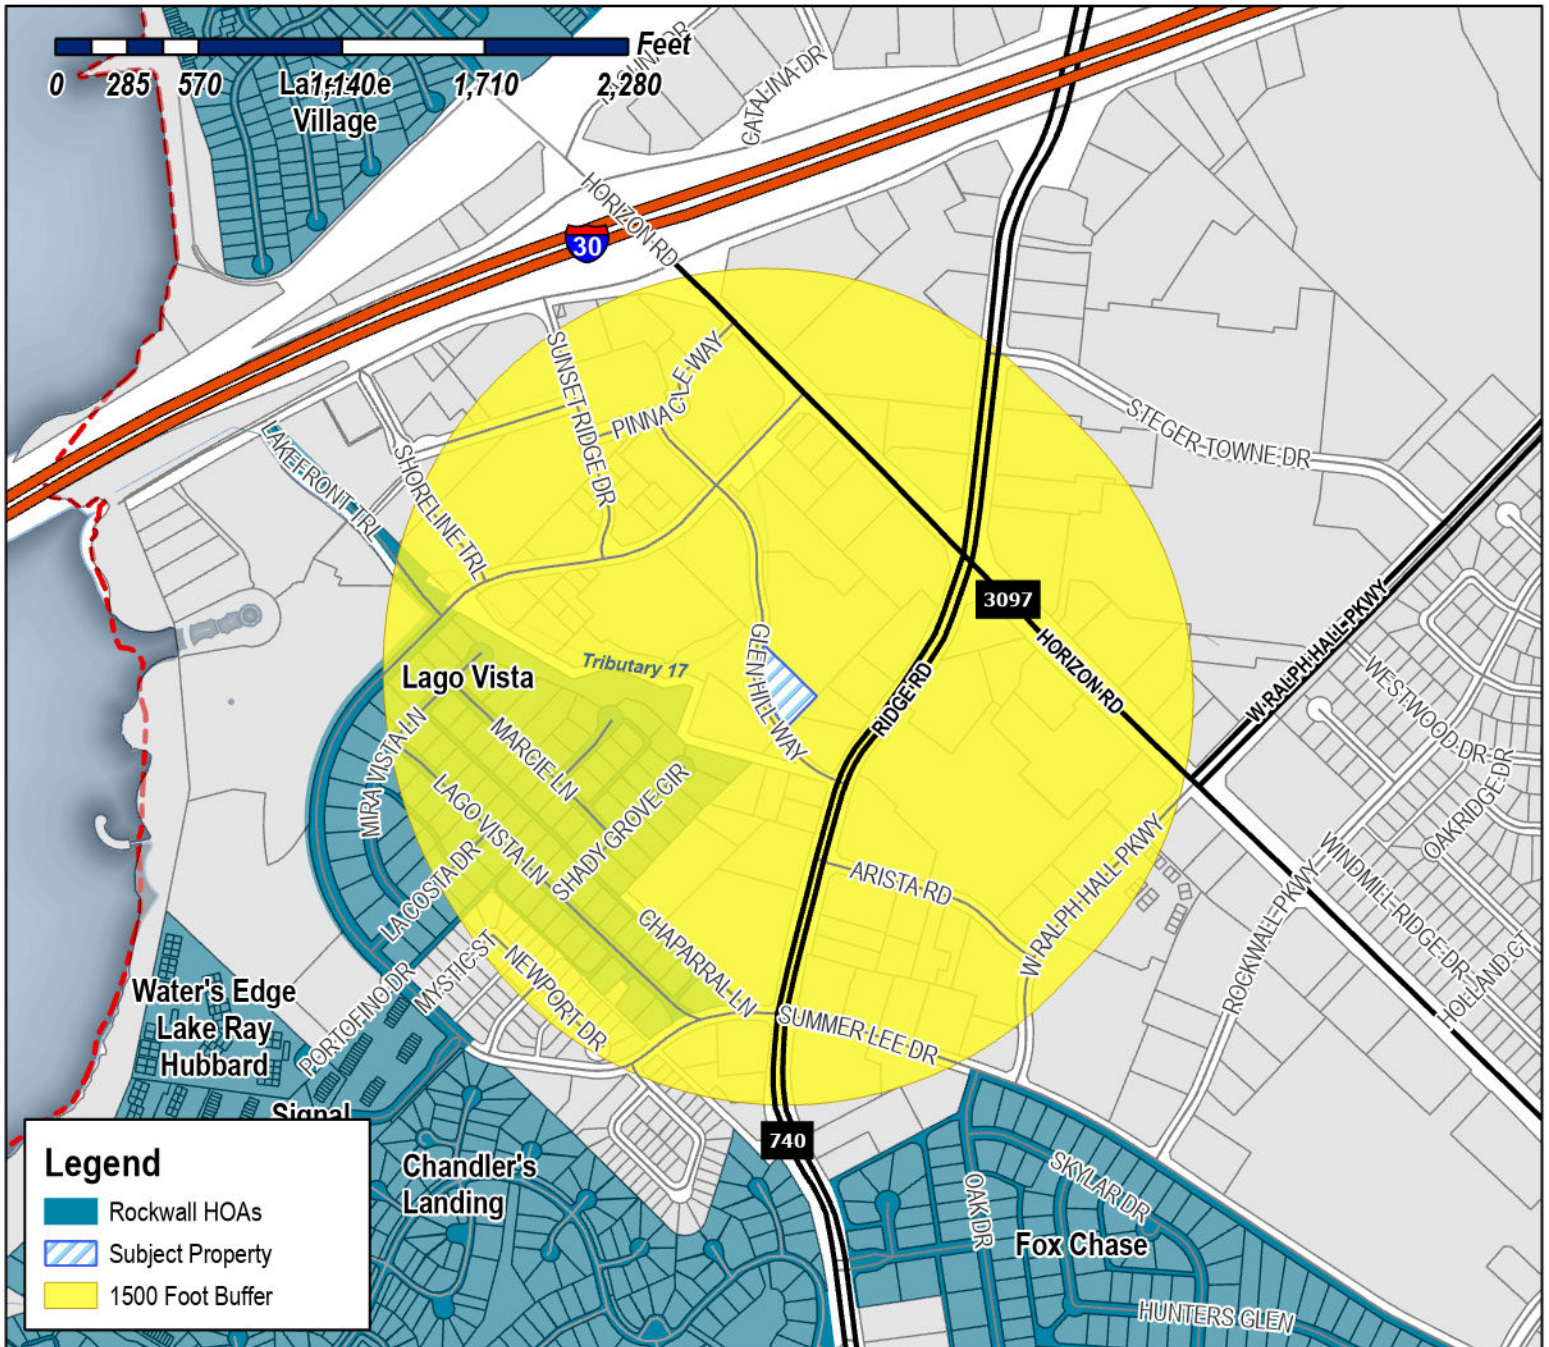 Feet
0 285 570 1,140 1,710 2,280
Village
CATALINA DR
HORIZON RD
30
SUNSET RIDGE DR
PINNACLE WAY
STEGER TOWNE DR
LAKEFRONT TRL
SHORELINE TRL
3097
HORIZON RD
W RALPH HALL PKWY
GLEN HILL WAY
Tributary 17
Lago Vista
RIDGE RD
WESTWOOD DR
MIRA VISTA LN
MARCIE LN
OAKRIDGE DR
LAGO VISTA LN
SHADY GROVE CIR
LA COSTA DR
ARISTA RD
W RALPH HALL PKWY
WINDMILL RIDGE DR
ROCKWALL PKWY
CHAPARRAL LN
MYSTIC ST
NEWPORT DR
HOLLAND CT
PORTOFINO DR
SUMMER LEE DR
Water's Edge
Lake Ray
Hubbard
Signal
740
Chandler's
Landing
SKYLAR DR
OAK DR
Fox Chase
HUNTERS GLEN
Legend
Rockwall HOAs
Subject Property
1500 Foot Buffer